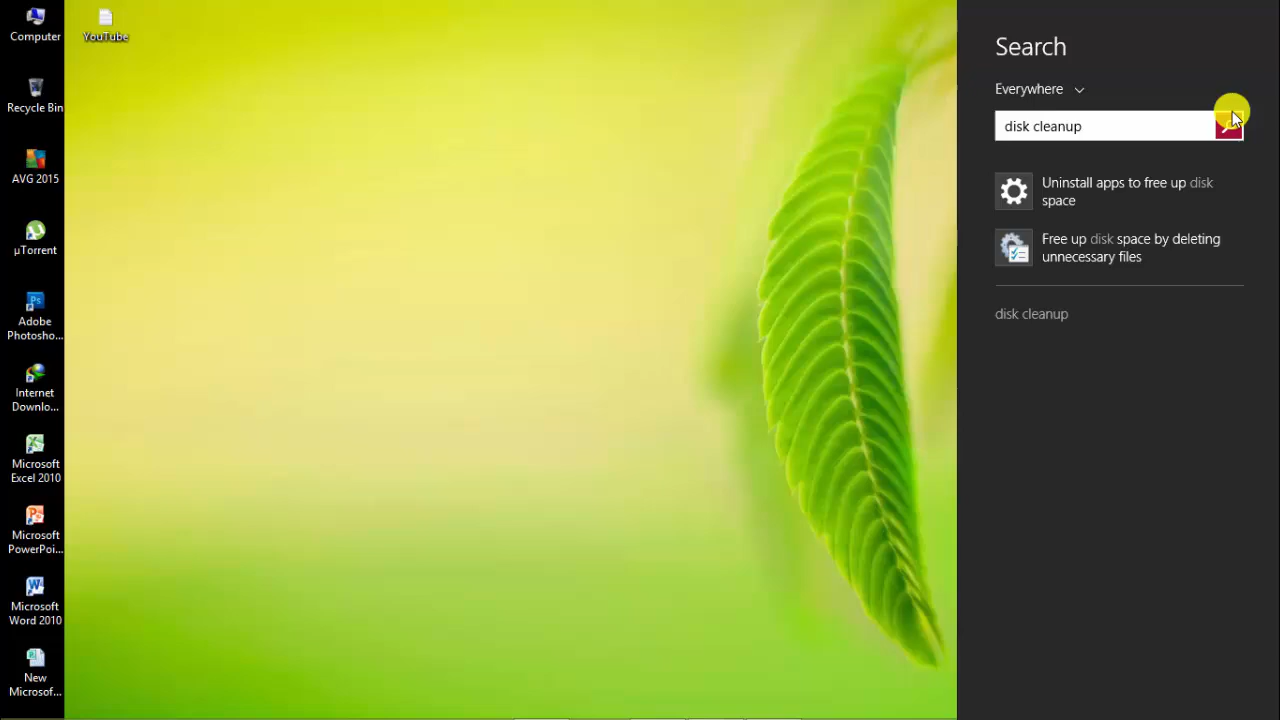 Computer
Recycle Bin
AVG 2015
µTorrent
Adobe
Photosho...
Internet
Downlo...
Microsoft
Excel 2010
Microsoft
PowerPoi...
Microsoft
Word 2010
New
Microsof...
YouTube
Search
Everywhere
disk cleanup
Uninstall apps to free up disk
space
Free up disk space by deleting
unnecessary files
disk cleanup